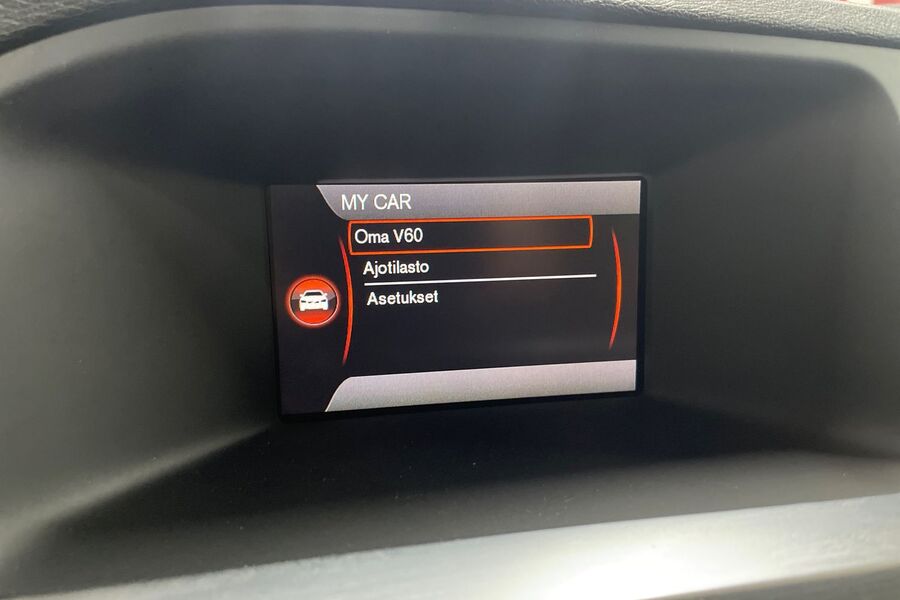 MY CAR
Oma V60
Ajotilasto
Asetukset